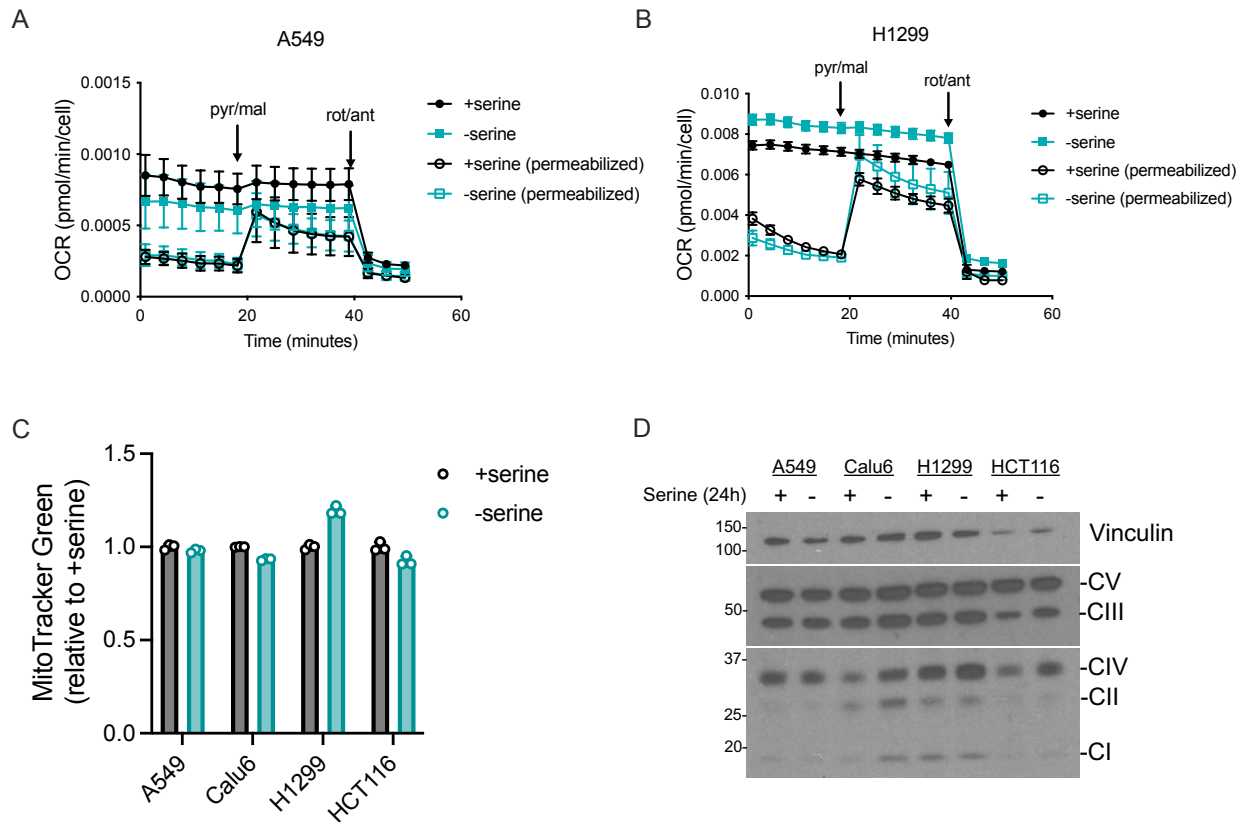 A
A549
OCR (pmol/min/cell)
0.0015
0.0010
0.0005
0.0000
0
20
40
60
Time (minutes)
pyr/mal
rot/ant
+serine
-serine
+serine (permeabilized)
-serine (permeabilized)
B
H1299
OCR (pmol/min/cell)
0.010
0.008
0.006
0.004
0.002
0.000
0
20
40
60
Time (minutes)
pyr/mal
rot/ant
+serine
-serine
+serine (permeabilized)
-serine (permeabilized)
C
MitoTracker Green
(relative to +serine)
1.5
1.0
0.5
0.0
A549
Calu6
H1299
HCT116
+serine
-serine
D
A549 Calu6 H1299 HCT116
Serine (24h) + - + - + - + -
150-
100-
Vinculin
50-
-CV
-CIII
37-
25-
20-
-CIV
-CII
-CI